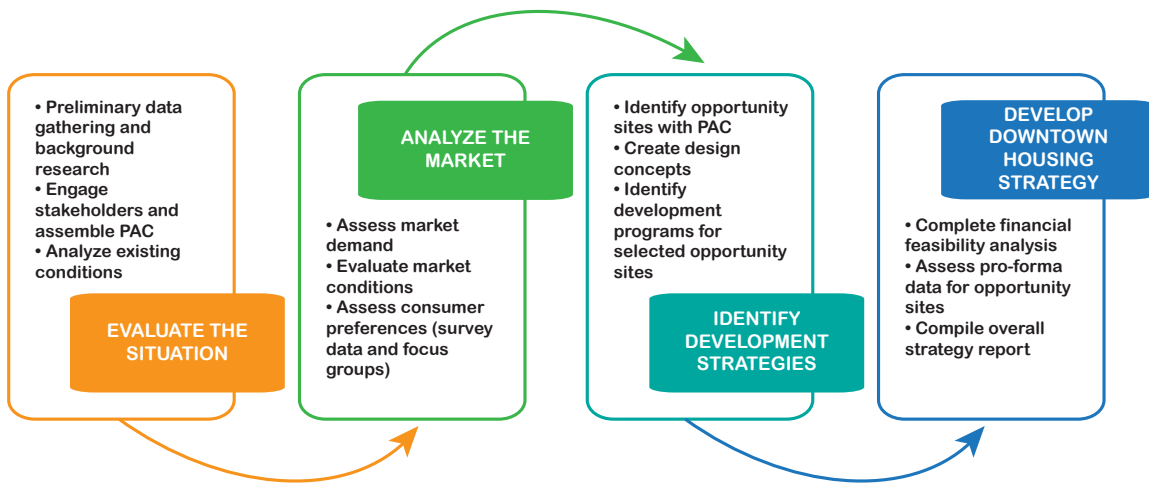 • Preliminary data
gathering and
background
research
• Engage
stakeholders and
assemble PAC
• Analyze existing
conditions
EVALUATE THE
SITUATION
ANALYZE THE
MARKET
• Assess market
demand
• Evaluate market
conditions
• Assess consumer
preferences (survey
data and focus
groups)
• Identify opportunity
sites with PAC
• Create design
concepts
• Identify
development
programs for
selected opportunity
sites
IDENTIFY
DEVELOPMENT
STRATEGIES
DEVELOP
DOWNTOWN
HOUSING
STRATEGY
• Complete financial
feasibility analysis
• Assess pro-forma
data for opportunity
sites
• Compile overall
strategy report